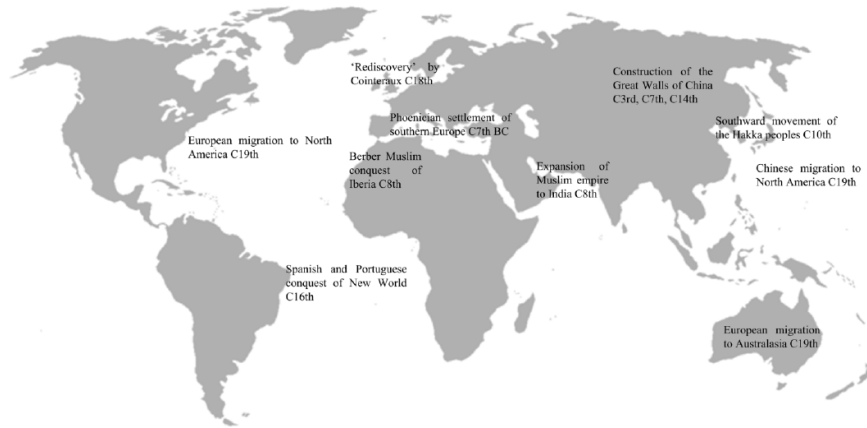 'Rediscovery' by
Cointeraux C18th
Construction of the
Great Walls of China
C3rd, C7th, C14th
Phoenician settlement of
southern Europe C7th BC
Southward movement of
the Hakka peoples C10th
European migration to North
America C19th
Berber Muslim
conquest of
Iberia C8th
Expansion of
Muslim empire
to India C8th
Chinese migration to
North America C19th
Spanish and Portuguese
conquest of New World
C16th
European migration
to Australasia C19th